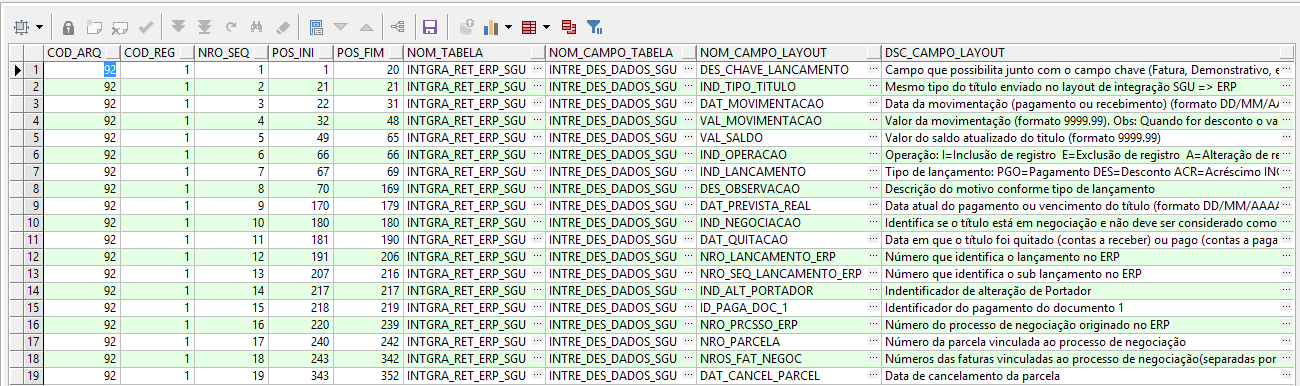 COD_ARQ COD_REG NRO_SEQ POS_INI POS_FIM NOM_TABELA NOM_CAMPO_TABELA NOM_CAMPO_LAYOUT DSC_CAMPO_LAYOUT
1 92 1 1 1 20 INTGRA_RET_ERP_SGU ... INTRE_DES_DADOS_SGU ... DES_CHAVE_LANCAMENTO ... Campo que possibilita junto com o campo chave (Fatura, Demonstrativo, e ...
2 92 1 2 21 21 INTGRA_RET_ERP_SGU ... INTRE_DES_DADOS_SGU ... IND_TIPO_TITULO ... Mesmo tipo do título enviado no layout de integração SGU => ERP ...
3 92 1 3 22 31 INTGRA_RET_ERP_SGU ... INTRE_DES_DADOS_SGU ... DAT_MOVIMENTACAO ... Data da movimentação (pagamento ou recebimento) (formato DD/MM/AA ...
4 92 1 4 32 48 INTGRA_RET_ERP_SGU ... INTRE_DES_DADOS_SGU ... VAL_MOVIMENTACAO ... Valor da movimentação (formato 9999.99). Obs: Quando for desconto o va ...
5 92 1 5 49 65 INTGRA_RET_ERP_SGU ... INTRE_DES_DADOS_SGU ... VAL_SALDO ... Valor do saldo atualizado do titulo (formato 9999.99) ...
6 92 1 6 66 66 INTGRA_RET_ERP_SGU ... INTRE_DES_DADOS_SGU ... IND_OPERACAO ... Operação: I=Inclusão de registro E=Exclusão de registro A=Alteração de re ...
7 92 1 7 67 69 INTGRA_RET_ERP_SGU ... INTRE_DES_DADOS_SGU ... IND_LANCAMENTO ... Tipo de lançamento: PGO=Pagamento DES=Desconto ACR=Acréscimo INC ...
8 92 1 8 70 169 INTGRA_RET_ERP_SGU ... INTRE_DES_DADOS_SGU ... DES_OBSERVACAO ... Descrição do motivo conforme tipo de lançamento ...
9 92 1 9 170 179 INTGRA_RET_ERP_SGU ... INTRE_DES_DADOS_SGU ... DAT_PREVISTA_REAL ... Data atual do pagamento ou vencimento do título (formato DD/MM/AAAA ...
10 92 1 10 180 180 INTGRA_RET_ERP_SGU ... INTRE_DES_DADOS_SGU ... IND_NEGOCIACAO ... Identifica se o título está em negociação e não deve ser considerado como ...
11 92 1 11 181 190 INTGRA_RET_ERP_SGU ... INTRE_DES_DADOS_SGU ... DAT_QUITACAO ... Data em que o título foi quitado (contas a receber) ou pago (contas a paga ...
12 92 1 12 191 206 INTGRA_RET_ERP_SGU ... INTRE_DES_DADOS_SGU ... NRO_LANCAMENTO_ERP ... Número que identifica o lançamento no ERP ...
13 92 1 13 207 216 INTGRA_RET_ERP_SGU ... INTRE_DES_DADOS_SGU ... NRO_SEQ_LANCAMENTO_ERP ... Número que identifica o sub lançamento no ERP ...
14 92 1 14 217 217 INTGRA_RET_ERP_SGU ... INTRE_DES_DADOS_SGU ... IND_ALT_PORTADOR ... Indentificador de alteração de Portador ...
15 92 1 15 218 219 INTGRA_RET_ERP_SGU ... INTRE_DES_DADOS_SGU ... ID_PAGA_DOC_1 ... Identificador do pagamento do documento 1 ...
16 92 1 16 220 239 INTGRA_RET_ERP_SGU ... INTRE_DES_DADOS_SGU ... NRO_PRCSSO_ERP ... Número do processo de negociação originado no ERP ...
17 92 1 17 240 242 INTGRA_RET_ERP_SGU ... INTRE_DES_DADOS_SGU ... NRO_PARCELA ... Número da parcela vinculada ao processo de negociação ...
18 92 1 18 243 342 INTGRA_RET_ERP_SGU ... INTRE_DES_DADOS_SGU ... NROS_FAT_NEGOC ... Números das faturas vinculadas ao processo de negociação(separadas por ...
19 92 1 19 343 352 INTGRA_RET_ERP_SGU ... INTRE_DES_DADOS_SGU ... DAT_CANCEL_PARCEL ... Data de cancelamento da parcela ...